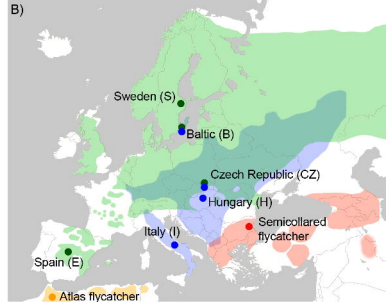 B)
Sweden (S)
Baltic (B)
Czech Republic (CZ)
Hungary (H)
Semicollared
flycatcher
Italy (I)
Spain (E)
Atlas flycatcher